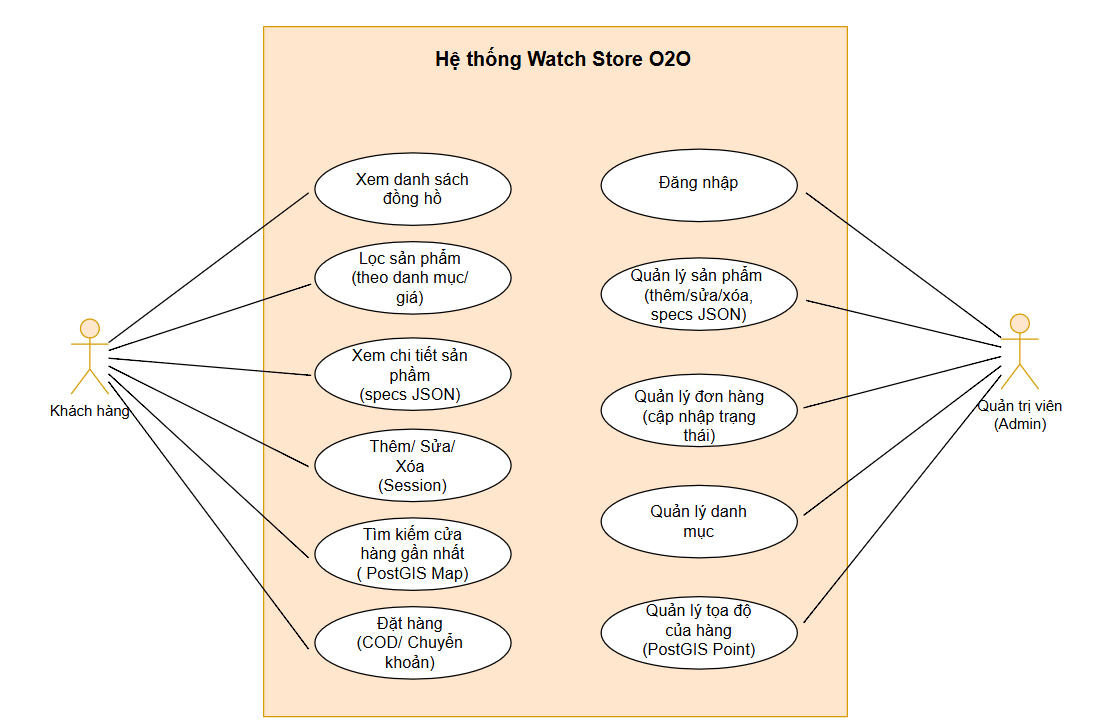 Hệ thống Watch Store O2O
Xem danh sách
đồng hồ
Lọc sản phẩm
(theo danh mục/
giá)
Xem chi tiết sản
phẩm
(specs JSON)
Thêm/ Sửa/
Xóa
(Session)
Tìm kiếm cửa
hàng gần nhất
( PostGIS Map)
Đặt hàng
(COD/ Chuyển
khoản)
Đăng nhập
Quản lý sản phẩm
(thêm/sửa/xóa,
specs JSON)
Quản lý đơn hàng
(cập nhập trạng
thái)
Quản lý danh
mục
Quản lý tọa độ
của hàng
(PostGIS Point)
Khách hàng
Quản trị viên
(Admin)